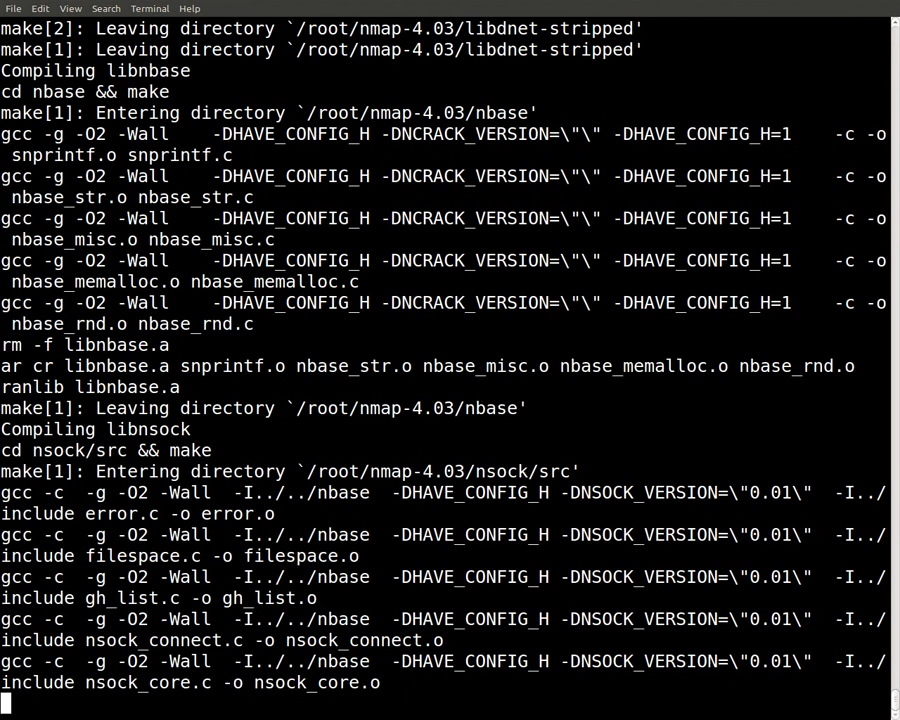 File Edit View Search Terminal Help
make[2]: Leaving directory `/root/nmap-4.03/libdnet-stripped'
make[1]: Leaving directory `/root/nmap-4.03/libdnet-stripped'
Compiling libnbase
cd nbase && make
make[1]: Entering directory `/root/nmap-4.03/nbase'
gcc -g -O2 -Wall    -DHAVE_CONFIG_H -DNCRACK_VERSION=\"\" -DHAVE_CONFIG_H=1    -c -o
 snprintf.o snprintf.c
gcc -g -O2 -Wall    -DHAVE_CONFIG_H -DNCRACK_VERSION=\"\" -DHAVE_CONFIG_H=1    -c -o
 nbase_str.o nbase_str.c
gcc -g -O2 -Wall    -DHAVE_CONFIG_H -DNCRACK_VERSION=\"\" -DHAVE_CONFIG_H=1    -c -o
 nbase_misc.o nbase_misc.c
gcc -g -O2 -Wall    -DHAVE_CONFIG_H -DNCRACK_VERSION=\"\" -DHAVE_CONFIG_H=1    -c -o
 nbase_memalloc.o nbase_memalloc.c
gcc -g -O2 -Wall    -DHAVE_CONFIG_H -DNCRACK_VERSION=\"\" -DHAVE_CONFIG_H=1    -c -o
 nbase_rnd.o nbase_rnd.c
rm -f libnbase.a
ar cr libnbase.a snprintf.o nbase_str.o nbase_misc.o nbase_memalloc.o nbase_rnd.o
ranlib libnbase.a
make[1]: Leaving directory `/root/nmap-4.03/nbase'
Compiling libnsock
cd nsock/src && make
make[1]: Entering directory `/root/nmap-4.03/nsock/src'
gcc -c  -g -O2 -Wall  -I../../nbase  -DHAVE_CONFIG_H -DNSOCK_VERSION=\"0.01\"  -I../
include error.c -o error.o
gcc -c  -g -O2 -Wall  -I../../nbase  -DHAVE_CONFIG_H -DNSOCK_VERSION=\"0.01\"  -I../
include filespace.c -o filespace.o
gcc -c  -g -O2 -Wall  -I../../nbase  -DHAVE_CONFIG_H -DNSOCK_VERSION=\"0.01\"  -I../
include gh_list.c -o gh_list.o
gcc -c  -g -O2 -Wall  -I../../nbase  -DHAVE_CONFIG_H -DNSOCK_VERSION=\"0.01\"  -I../
include nsock_connect.c -o nsock_connect.o
gcc -c  -g -O2 -Wall  -I../../nbase  -DHAVE_CONFIG_H -DNSOCK_VERSION=\"0.01\"  -I../
include nsock_core.c -o nsock_core.o